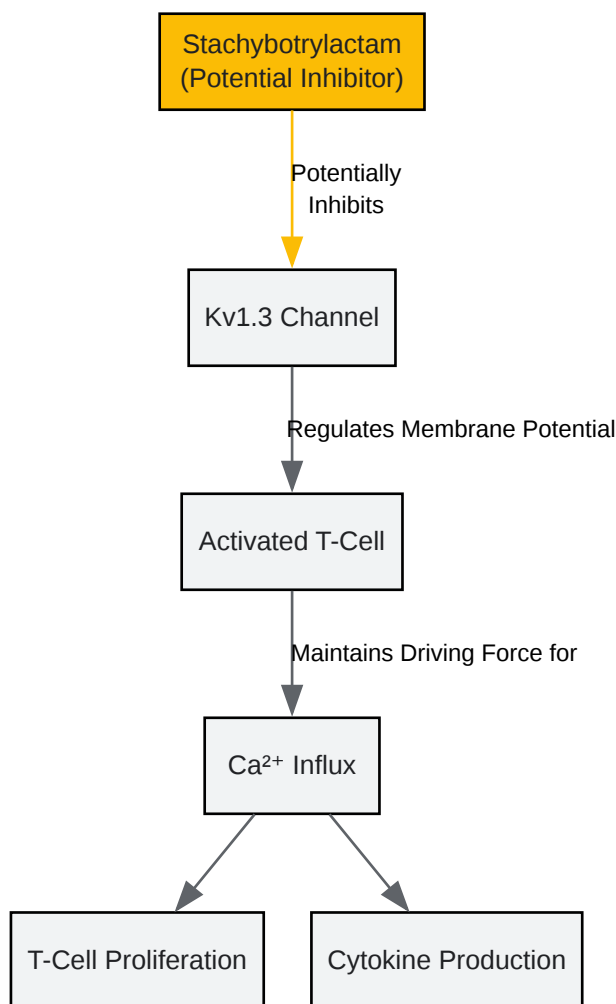 Stachybotrylactam
(Potential Inhibitor)
Potentially
Inhibits
Kv1.3 Channel
Regulates Membrane Potential
Activated T-Cell
Maintains Driving Force for
Ca²⁺ Influx
T-Cell Proliferation
Cytokine Production